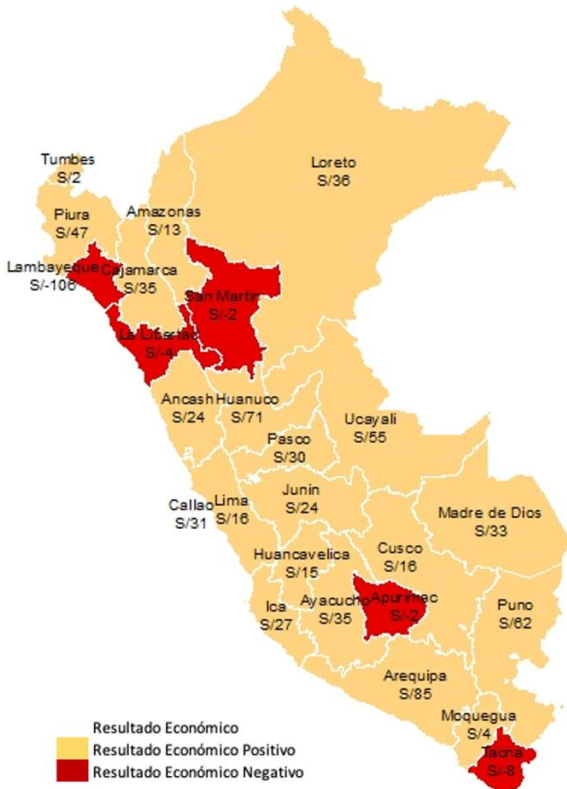 Tumbes
S/2
Loreto
S/36
Piura
S/47
Amazonas
S/13
Lambayeque
S/-106
Cajamarca
S/35
San Martin
S/-2
La Libertad
S/-4
Ancash
S/24
Huanuco
S/71
Ucayali
S/55
Pasco
S/30
Callao
S/31
Lima
S/16
Junin
S/24
Madre de Dios
S/33
Huancavelica
S/15
Cusco
S/16
Ica
S/27
Ayacucho
S/35
Apurimac
S/-2
Puno
S/62
Arequipa
S/85
Moquegua
S/4
Tacna
S/-8
Resultado Económico
Resultado Económico Positivo
Resultado Económico Negativo